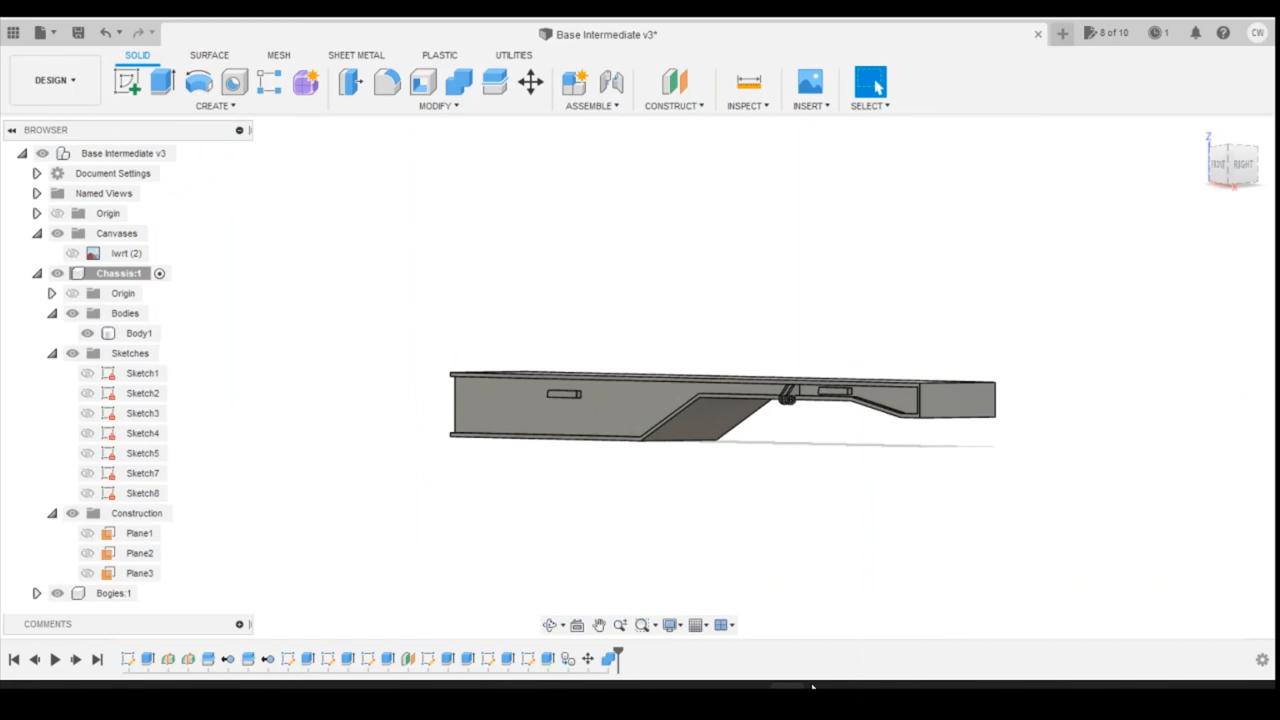 Base Intermediate v3*
8 of 10
1
CW
SOLID
SURFACE
MESH
SHEET METAL
PLASTIC
UTILITIES
DESIGN
CREATE
MODIFY
ASSEMBLE
CONSTRUCT
INSPECT
INSERT
SELECT
BROWSER
Base Intermediate v3
Document Settings
Named Views
Origin
Canvases
lwrt (2)
Chassis:1
Origin
Bodies
Body1
Sketches
Sketch1
Sketch2
Sketch3
Sketch4
Sketch5
Sketch7
Sketch8
Construction
Plane1
Plane2
Plane3
Bogies:1
COMMENTS
Z
FRONT
RIGHT
X